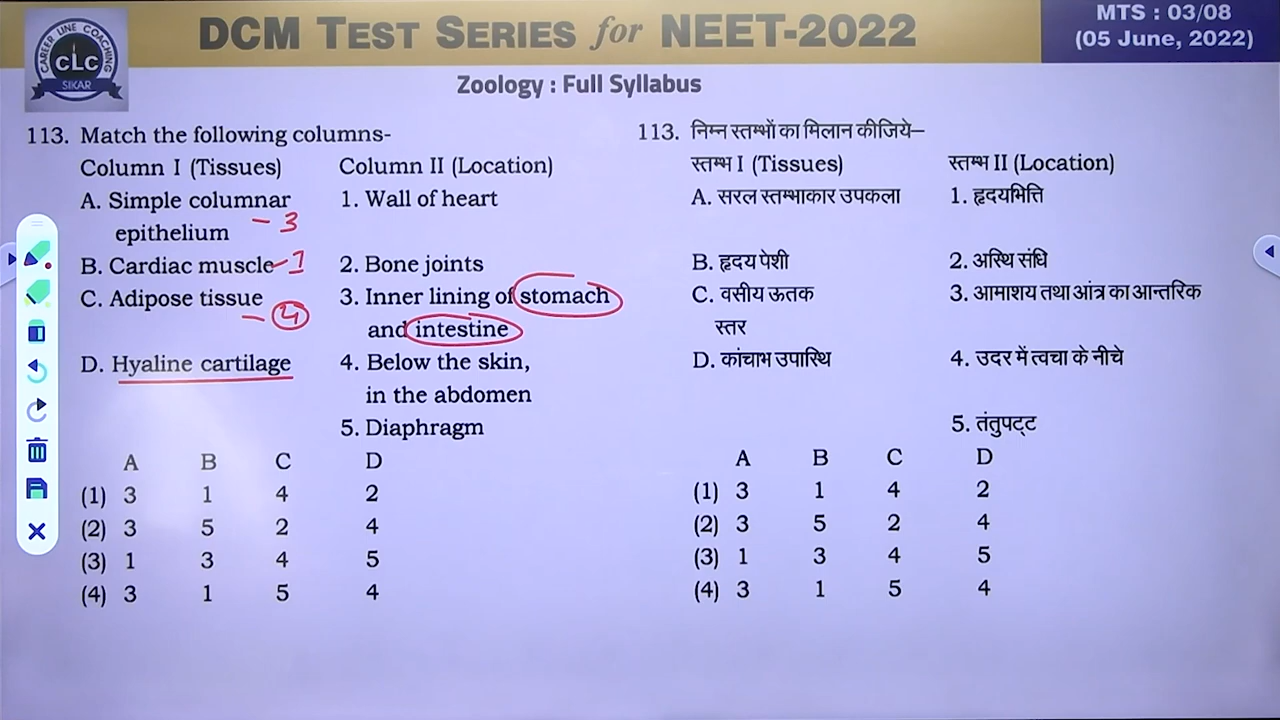 DCM TEST SERIES for NEET-2022
MTS : 03/08
(05 June, 2022)
CAREER LINE COACHING
CLC
SIKAR
Zoology : Full Syllabus
113. Match the following columns-
Column I (Tissues) Column II (Location)
A. Simple columnar 1. Wall of heart
epithelium - 3
B. Cardiac muscle - 1 2. Bone joints
C. Adipose tissue 3. Inner lining of stomach
- 4 and intestine
D. Hyaline cartilage 4. Below the skin,
in the abdomen
5. Diaphragm
A B C D
(1) 3 1 4 2
(2) 3 5 2 4
(3) 1 3 4 5
(4) 3 1 5 4
113. निम्न स्तम्भों का मिलान कीजिये–
स्तम्भ I (Tissues) स्तम्भ II (Location)
A. सरल स्तम्भाकार उपकला 1. हृदयभित्ति
B. हृदय पेशी 2. अस्थि संधि
C. वसीय ऊतक 3. आमाशय तथा आंत्र का आन्तरिक
स्तर
D. कांचाभ उपास्थि 4. उदर में त्वचा के नीचे
5. तंतुपट्ट
A B C D
(1) 3 1 4 2
(2) 3 5 2 4
(3) 1 3 4 5
(4) 3 1 5 4